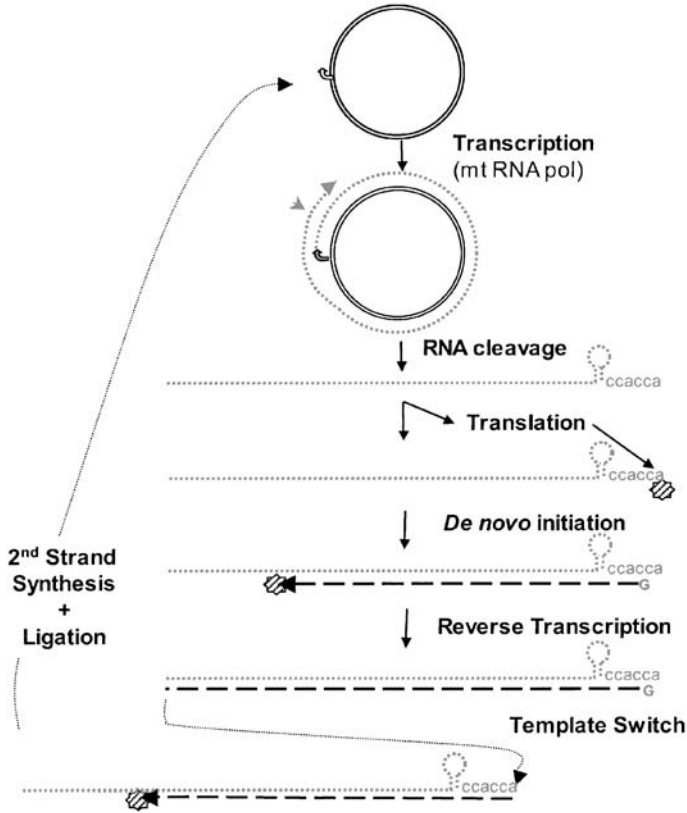 Transcription
(mt RNA pol)
RNA cleavage
ccacca
Translation
ccacca
De novo initiation
ccacca
G
2nd Strand
Synthesis
+
Ligation
Reverse Transcription
ccacca
G
Template Switch
ccacca